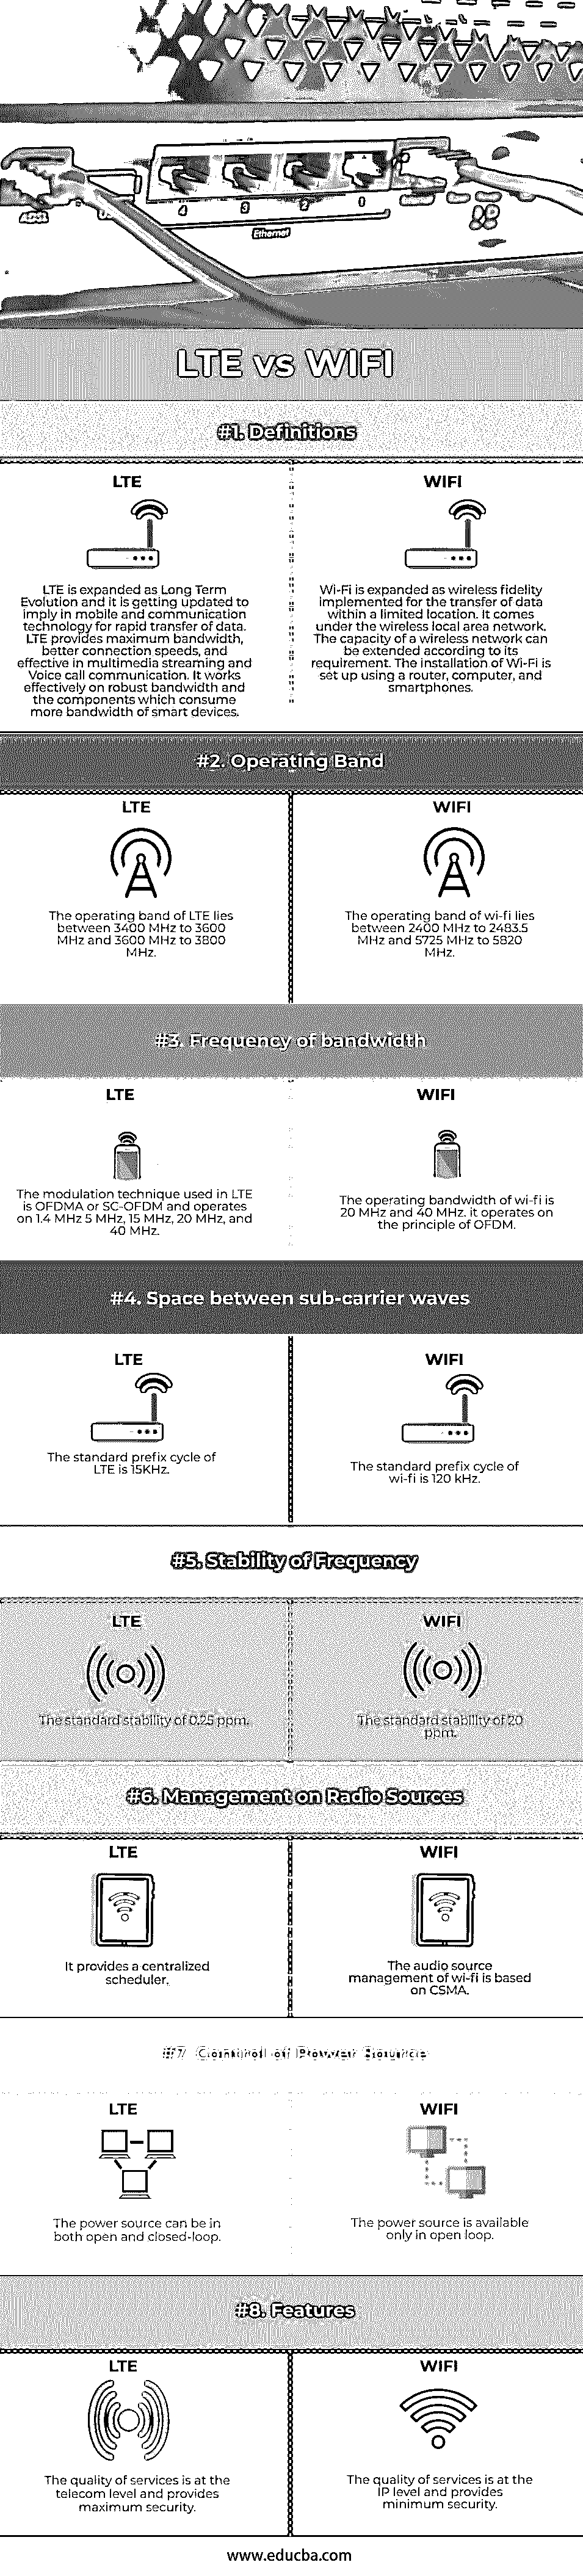 4 3 2 1
Ethernet
LTE vs WIFI
#1. Definitions
LTE
LTE is expanded as Long Term
Evolution and it is getting updated to
imply in mobile and communication
technology for rapid transfer of data.
LTE provides maximum bandwidth,
better connection speeds, and
effective in multimedia streaming and
Voice call communication. It works
effectively on robust bandwidth and
the components which consume
more bandwidth of smart devices.
WIFI
Wi-Fi is expanded as wireless fidelity
implemented for the transfer of data
within a limited location. It comes
under the wireless local area network.
The capacity of a wireless network can
be extended according to its
requirement. The installation of Wi-Fi is
set up using a router, computer, and
smartphones.
#2. Operating Band
LTE
The operating band of LTE lies
between 3400 MHz to 3600
MHz and 3600 MHz to 3800
MHz.
WIFI
The operating band of wi-fi lies
between 2400 MHz to 2483.5
MHz and 5725 MHz to 5820
MHz.
#3. Frequency of bandwidth
LTE
The modulation technique used in LTE
is OFDMA or SC-OFDM and operates
on 1.4 MHz 5 MHz, 15 MHz, 20 MHz, and
40 MHz.
WIFI
The operating bandwidth of wi-fi is
20 MHz and 40 MHz. it operates on
the principle of OFDM.
#4. Space between sub-carrier waves
LTE
The standard prefix cycle of
LTE is 15KHz.
WIFI
The standard prefix cycle of
wi-fi is 120 kHz.
#5. Stability of Frequency
LTE
The standard stability of 0.25 ppm.
WIFI
The standard stability of 20
ppm.
#6. Management on Radio Sources
LTE
It provides a centralized
scheduler.
WIFI
The audio source
management of wi-fi is based
on CSMA.
#7. Control of Power Source
LTE
The power source can be in
both open and closed-loop.
WIFI
The power source is available
only in open loop.
#8. Features
LTE
The quality of services is at the
telecom level and provides
maximum security.
WIFI
The quality of services is at the
IP level and provides
minimum security.
www.educba.com